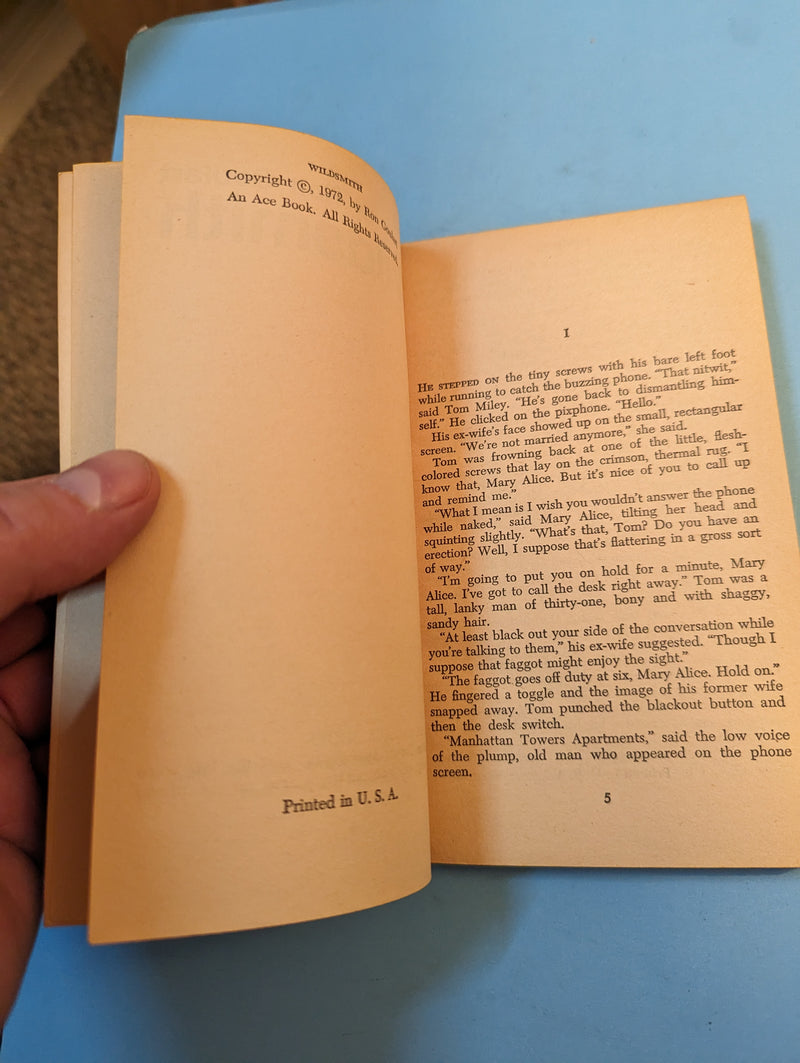 WILDSMITH
Copyright ©, 1972, by Ron Goulart
An Ace Book. All Rights Reserved.
Printed in U. S. A.
I
HE STEPPED ON the tiny screws with his bare left foot
while running to catch the buzzing phone. “That nitwit,”
said Tom Miley. “He’s gone back to dismantling him-
self.” He clicked on the pixphone. “Hello.”
His ex-wife’s face showed up on the small, rectangular
screen. “We’re not married anymore,” she said.
Tom was frowning back at one of the little, flesh-
colored screws that lay on the crimson, thermal rug. “I
know that, Mary Alice. But it’s nice of you to call up
and remind me.”
“What I mean is I wish you wouldn’t answer the phone
while naked,” said Mary Alice, tilting her head and
squinting slightly. “What’s that, Tom? Do you have an
erection? Well, I suppose that’s flattering in a gross sort
of way.”
“I’m going to put you on hold for a minute, Mary
Alice. I’ve got to call the desk right away.” Tom was a
tall, lanky man of thirty-one, bony and with shaggy,
sandy hair.
“At least black out your side of the conversation while
you’re talking to them,” his ex-wife suggested. “Though I
suppose that faggot might enjoy the sight.”
“The faggot goes off duty at six, Mary Alice. Hold on.”
He fingered a toggle and the image of his former wife
snapped away. Tom punched the blackout button and
then the desk switch.
“Manhattan Towers Apartments,” said the low voice
of the plump, old man who appeared on the phone
screen.
5